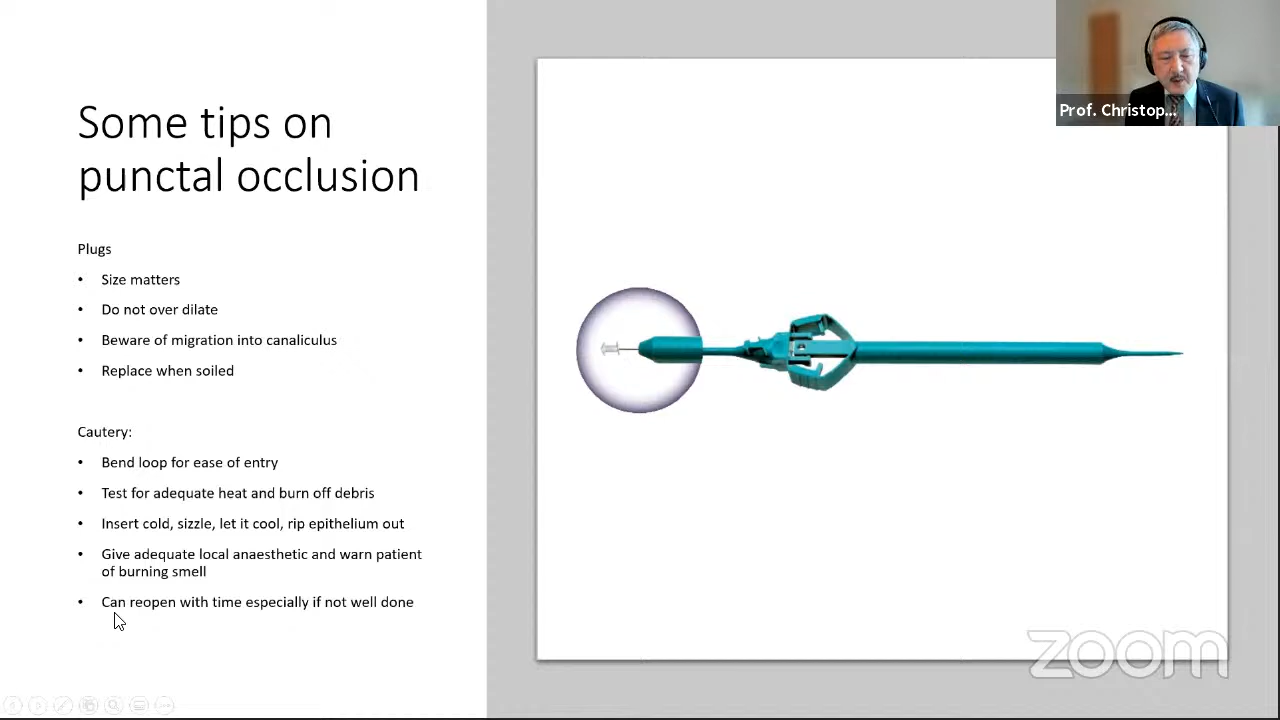 Some tips on
punctal occlusion
Plugs
• Size matters
• Do not over dilate
• Beware of migration into canaliculus
• Replace when soiled
Cautery:
• Bend loop for ease of entry
• Test for adequate heat and burn off debris
• Insert cold, sizzle, let it cool, rip epithelium out
• Give adequate local anaesthetic and warn patient
of burning smell
• Can reopen with time especially if not well done
Prof. Christop...
zoom